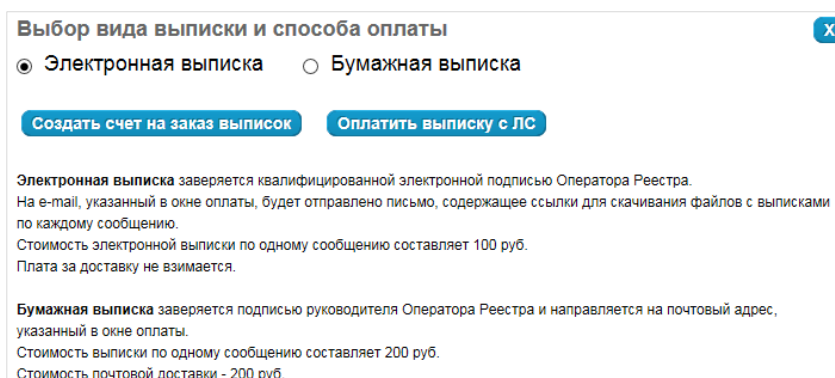 Выбор вида выписки и способа оплаты
X
Электронная выписка Бумажная выписка
Создать счет на заказ выписок Оплатить выписку с ЛС
Электронная выписка заверяется квалифицированной электронной подписью Оператора Реестра.
На e-mail, указанный в окне оплаты, будет отправлено письмо, содержащее ссылки для скачивания файлов с выписками
по каждому сообщению.
Стоимость электронной выписки по одному сообщению составляет 100 руб.
Плата за доставку не взимается.
Бумажная выписка заверяется подписью руководителя Оператора Реестра и направляется на почтовый адрес,
указанный в окне оплаты.
Стоимость выписки по одному сообщению составляет 200 руб.
Стоимость почтовой доставки - 200 руб.